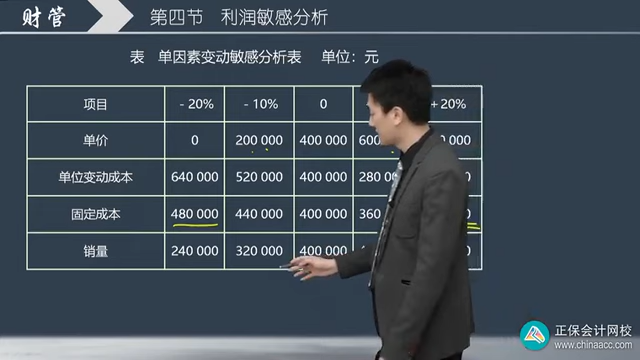 财管 第四节 利润敏感分析
表 单因素变动敏感分析表 单位：元
项目 - 20% - 10% 0 + 20%
单价 0 200 000 400 000 600
单位变动成本 640 000 520 000 400 000 280
固定成本 480 000 440 000 400 000 360
销量 240 000 320 000 400 000
正保会计网校
www.chinaacc.com